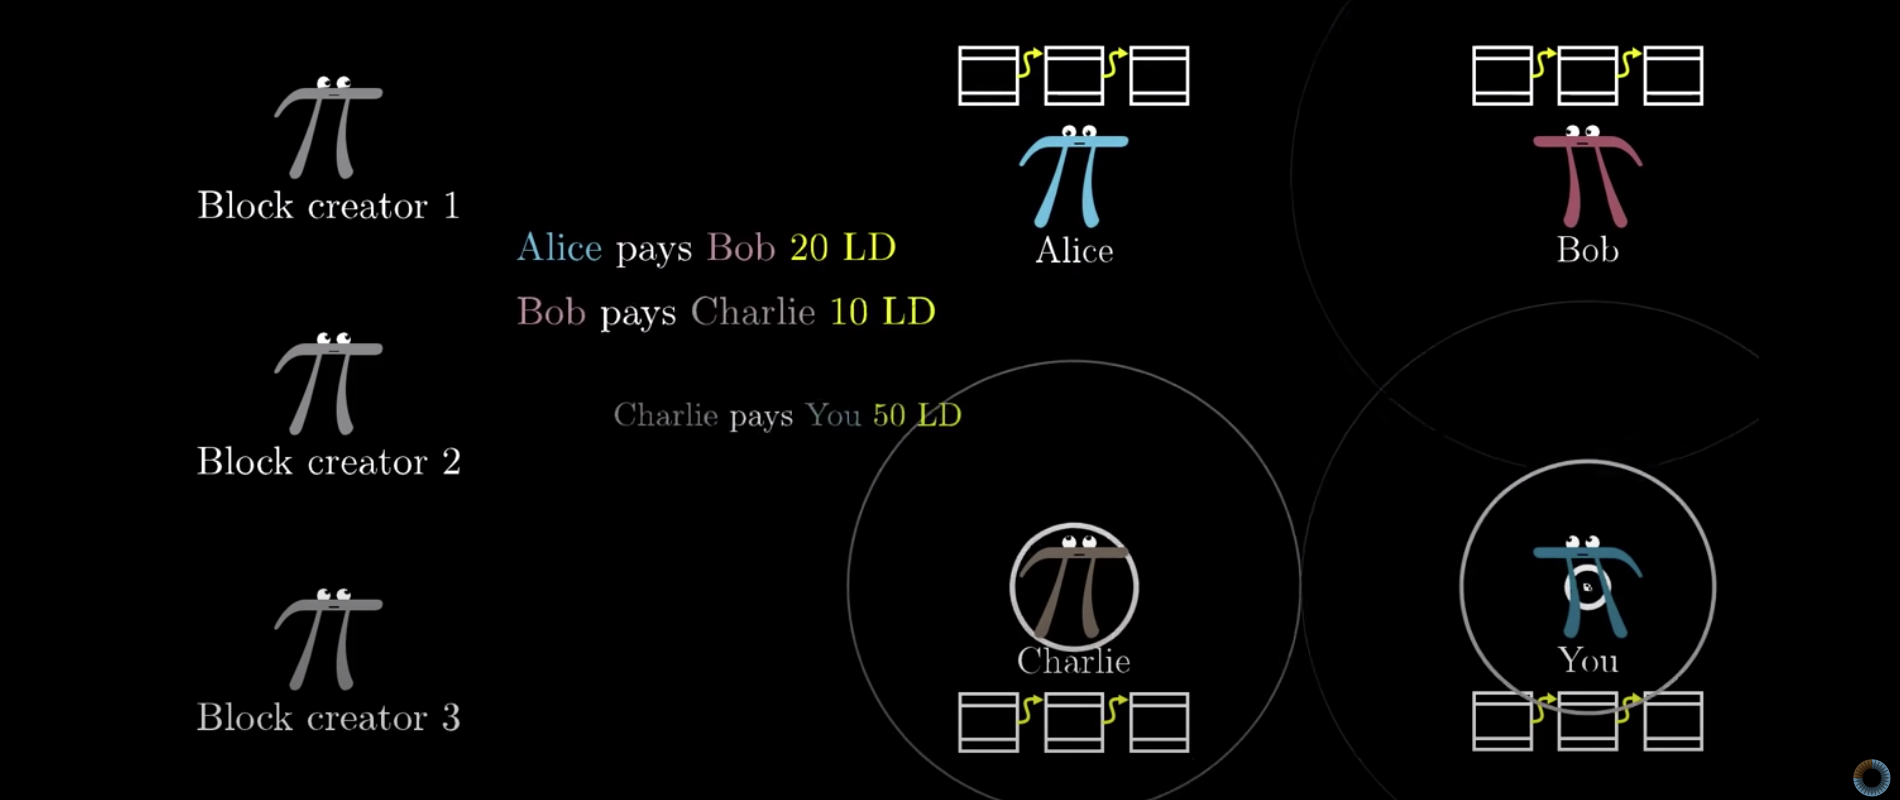 Block creator 1
Alice pays Bob 20 LD
Bob pays Charlie 10 LD
Block creator 2
Charlie pays You 50 LD
Block creator 3
Alice
Bob
Charlie
You